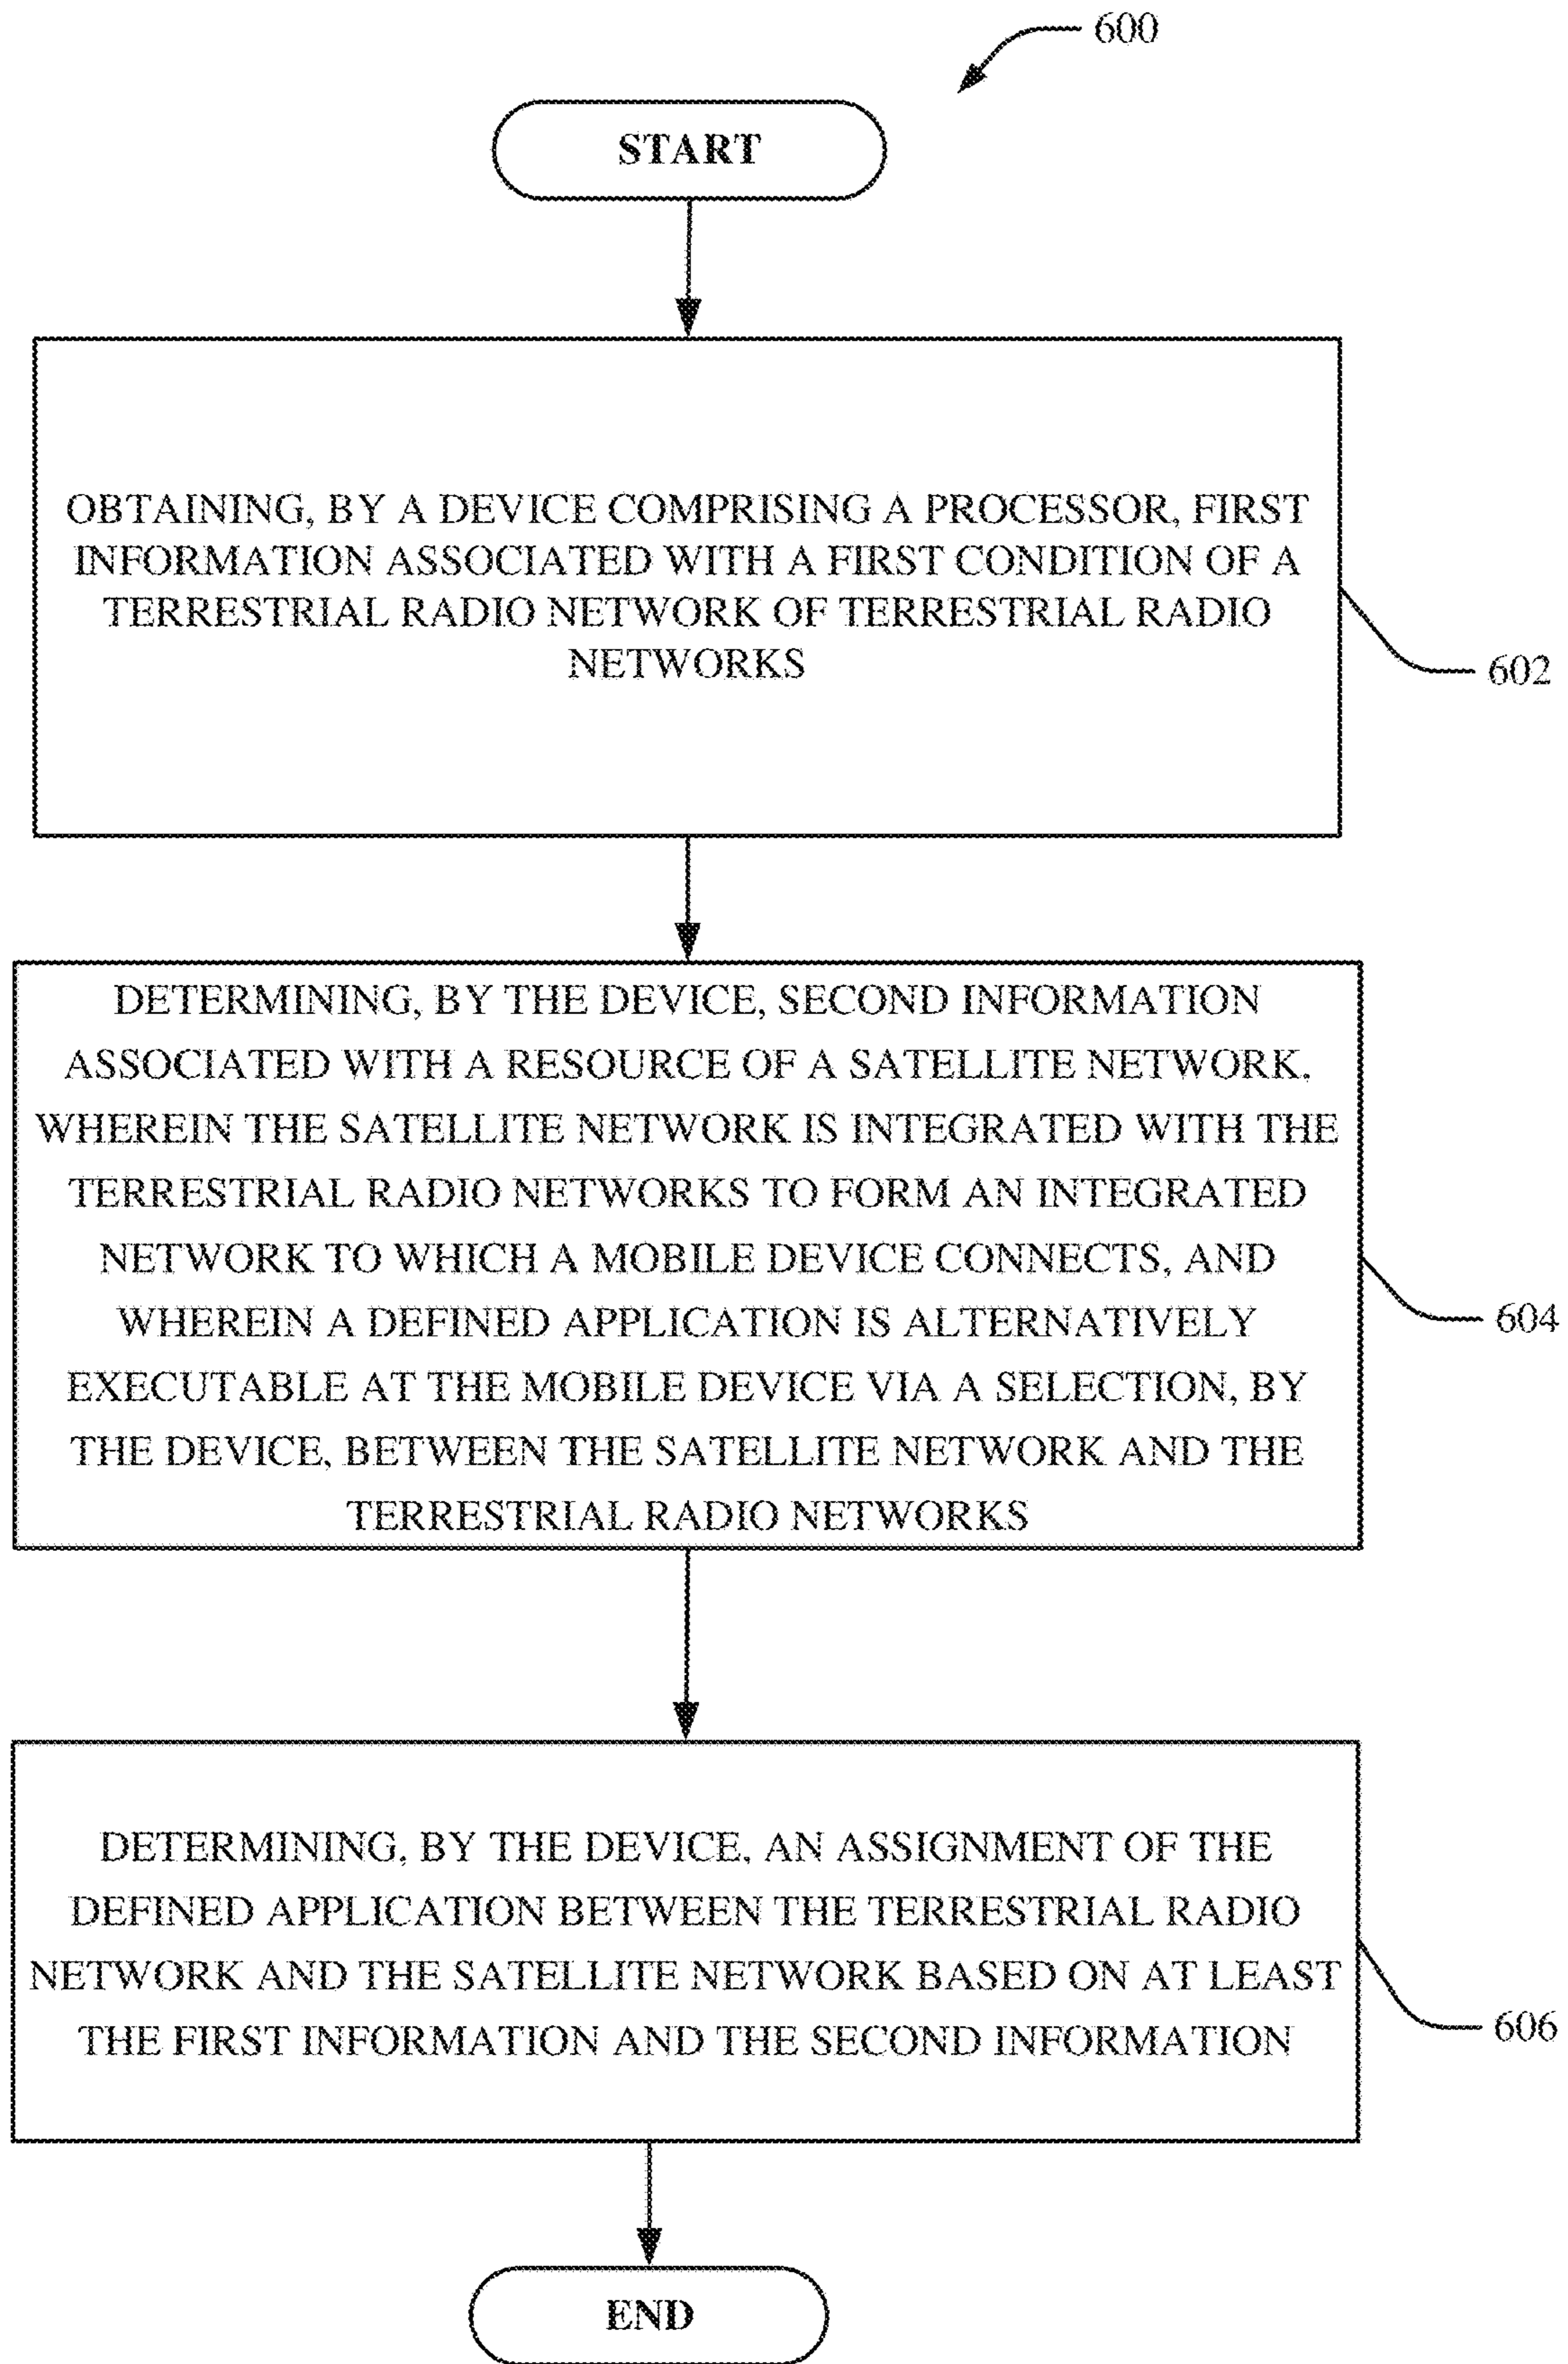 600
START
OBTAINING, BY A DEVICE COMPRISING A PROCESSOR, FIRST
INFORMATION ASSOCIATED WITH A FIRST CONDITION OF A
TERRESTRIAL RADIO NETWORK OF TERRESTRIAL RADIO
NETWORKS
602
DETERMINING, BY THE DEVICE, SECOND INFORMATION
ASSOCIATED WITH A RESOURCE OF A SATELLITE NETWORK,
WHEREIN THE SATELLITE NETWORK IS INTEGRATED WITH THE
TERRESTRIAL RADIO NETWORKS TO FORM AN INTEGRATED
NETWORK TO WHICH A MOBILE DEVICE CONNECTS, AND
WHEREIN A DEFINED APPLICATION IS ALTERNATIVELY
EXECUTABLE AT THE MOBILE DEVICE VIA A SELECTION, BY
THE DEVICE, BETWEEN THE SATELLITE NETWORK AND THE
TERRESTRIAL RADIO NETWORKS
604
DETERMINING, BY THE DEVICE, AN ASSIGNMENT OF THE
DEFINED APPLICATION BETWEEN THE TERRESTRIAL RADIO
NETWORK AND THE SATELLITE NETWORK BASED ON AT LEAST
THE FIRST INFORMATION AND THE SECOND INFORMATION
606
END